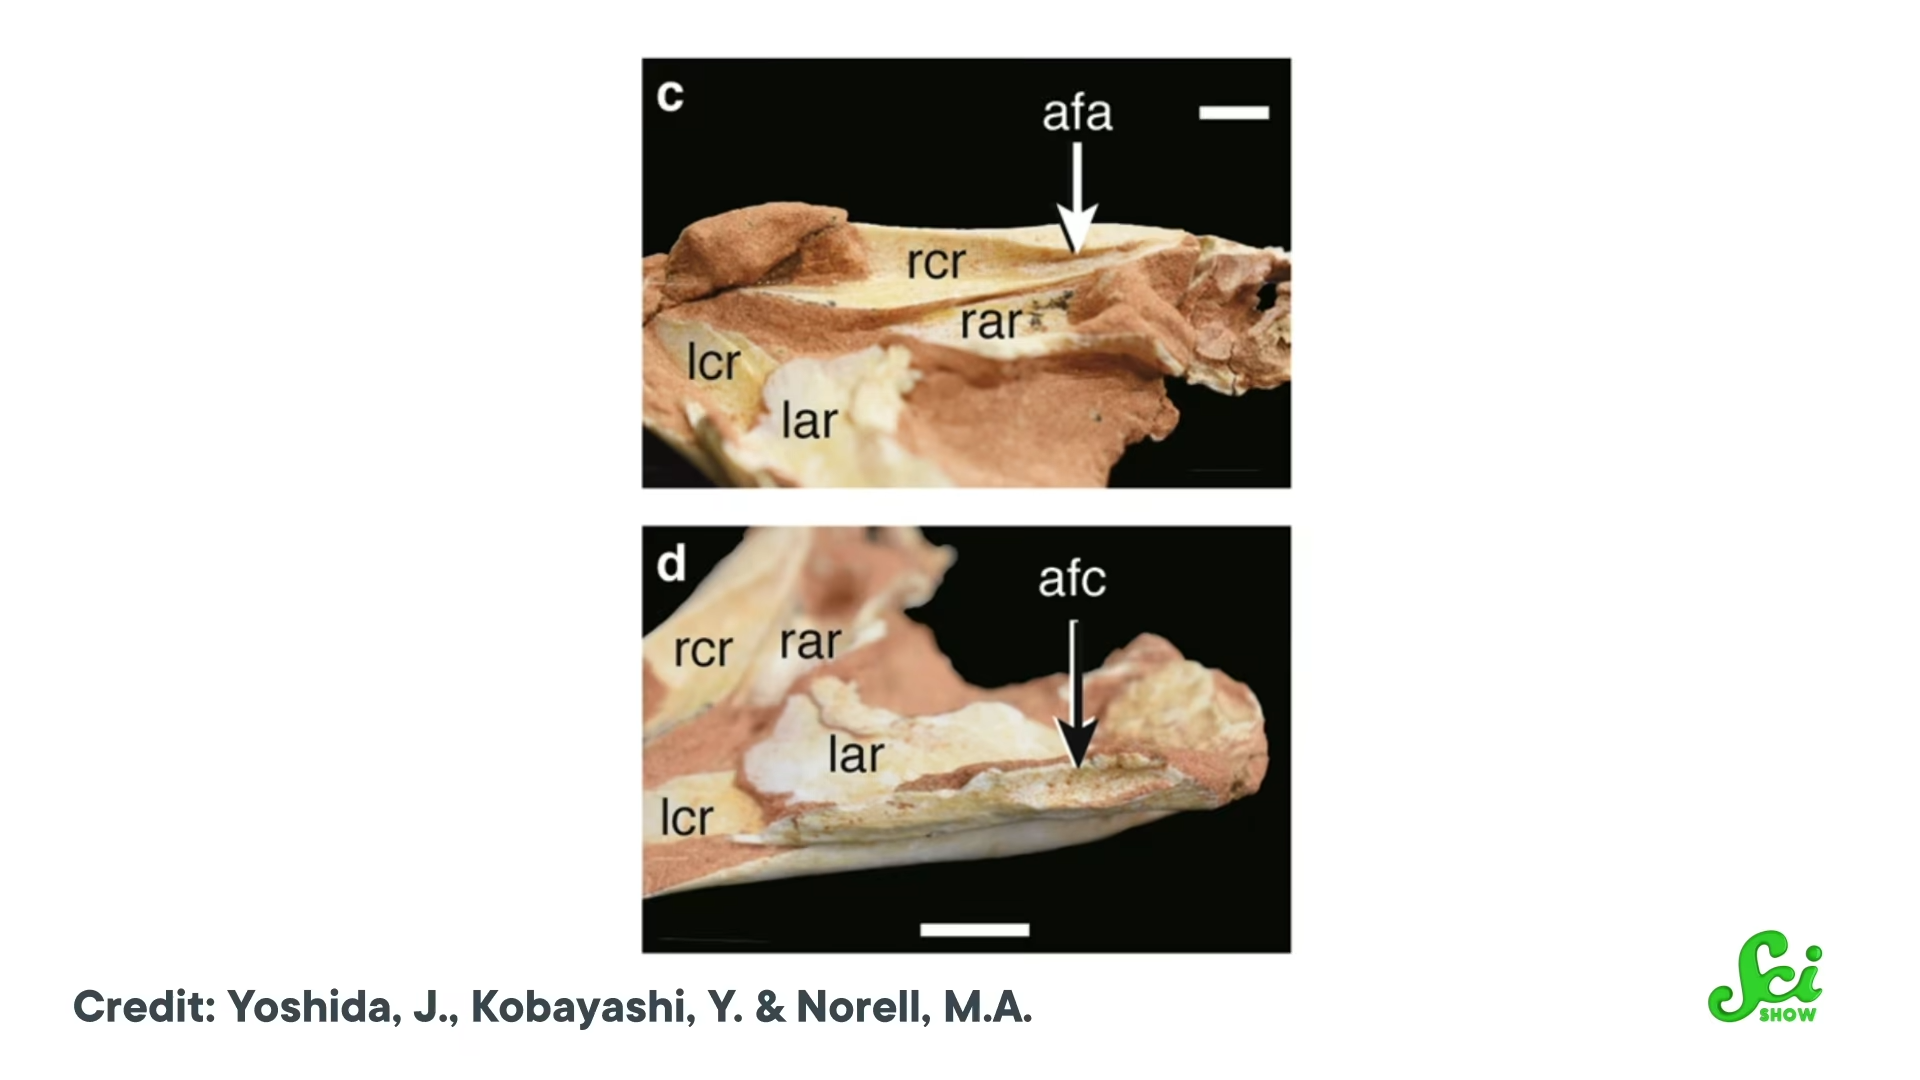 c
afa
rcr
rar
lcr
lar
d
afc
rcr
rar
lar
lcr
Credit: Yoshida, J., Kobayashi, Y. & Norell, M.A.
Sci
SHOW